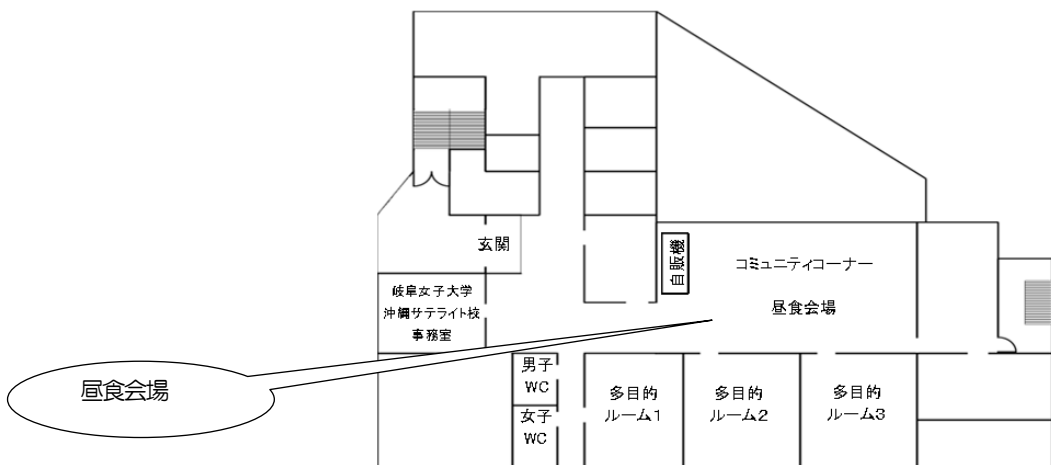 玄関
自販機
コミュニティコーナー
昼食会場
岐阜女子大学
沖縄サテライト校
事務室
昼食会場
男子
WC
女子
WC
多目的
ルーム1
多目的
ルーム2
多目的
ルーム3